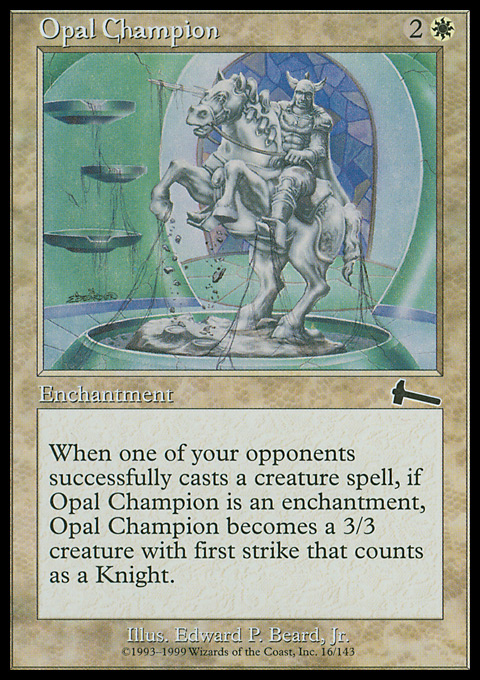 Opal Champion 2
Enchantment
When one of your opponents
successfully casts a creature spell, if
Opal Champion is an enchantment,
Opal Champion becomes a 3/3
creature with first strike that counts
as a Knight.
Illus. Edward P. Beard, Jr.
©1993–1999 Wizards of the Coast, Inc. 16/143